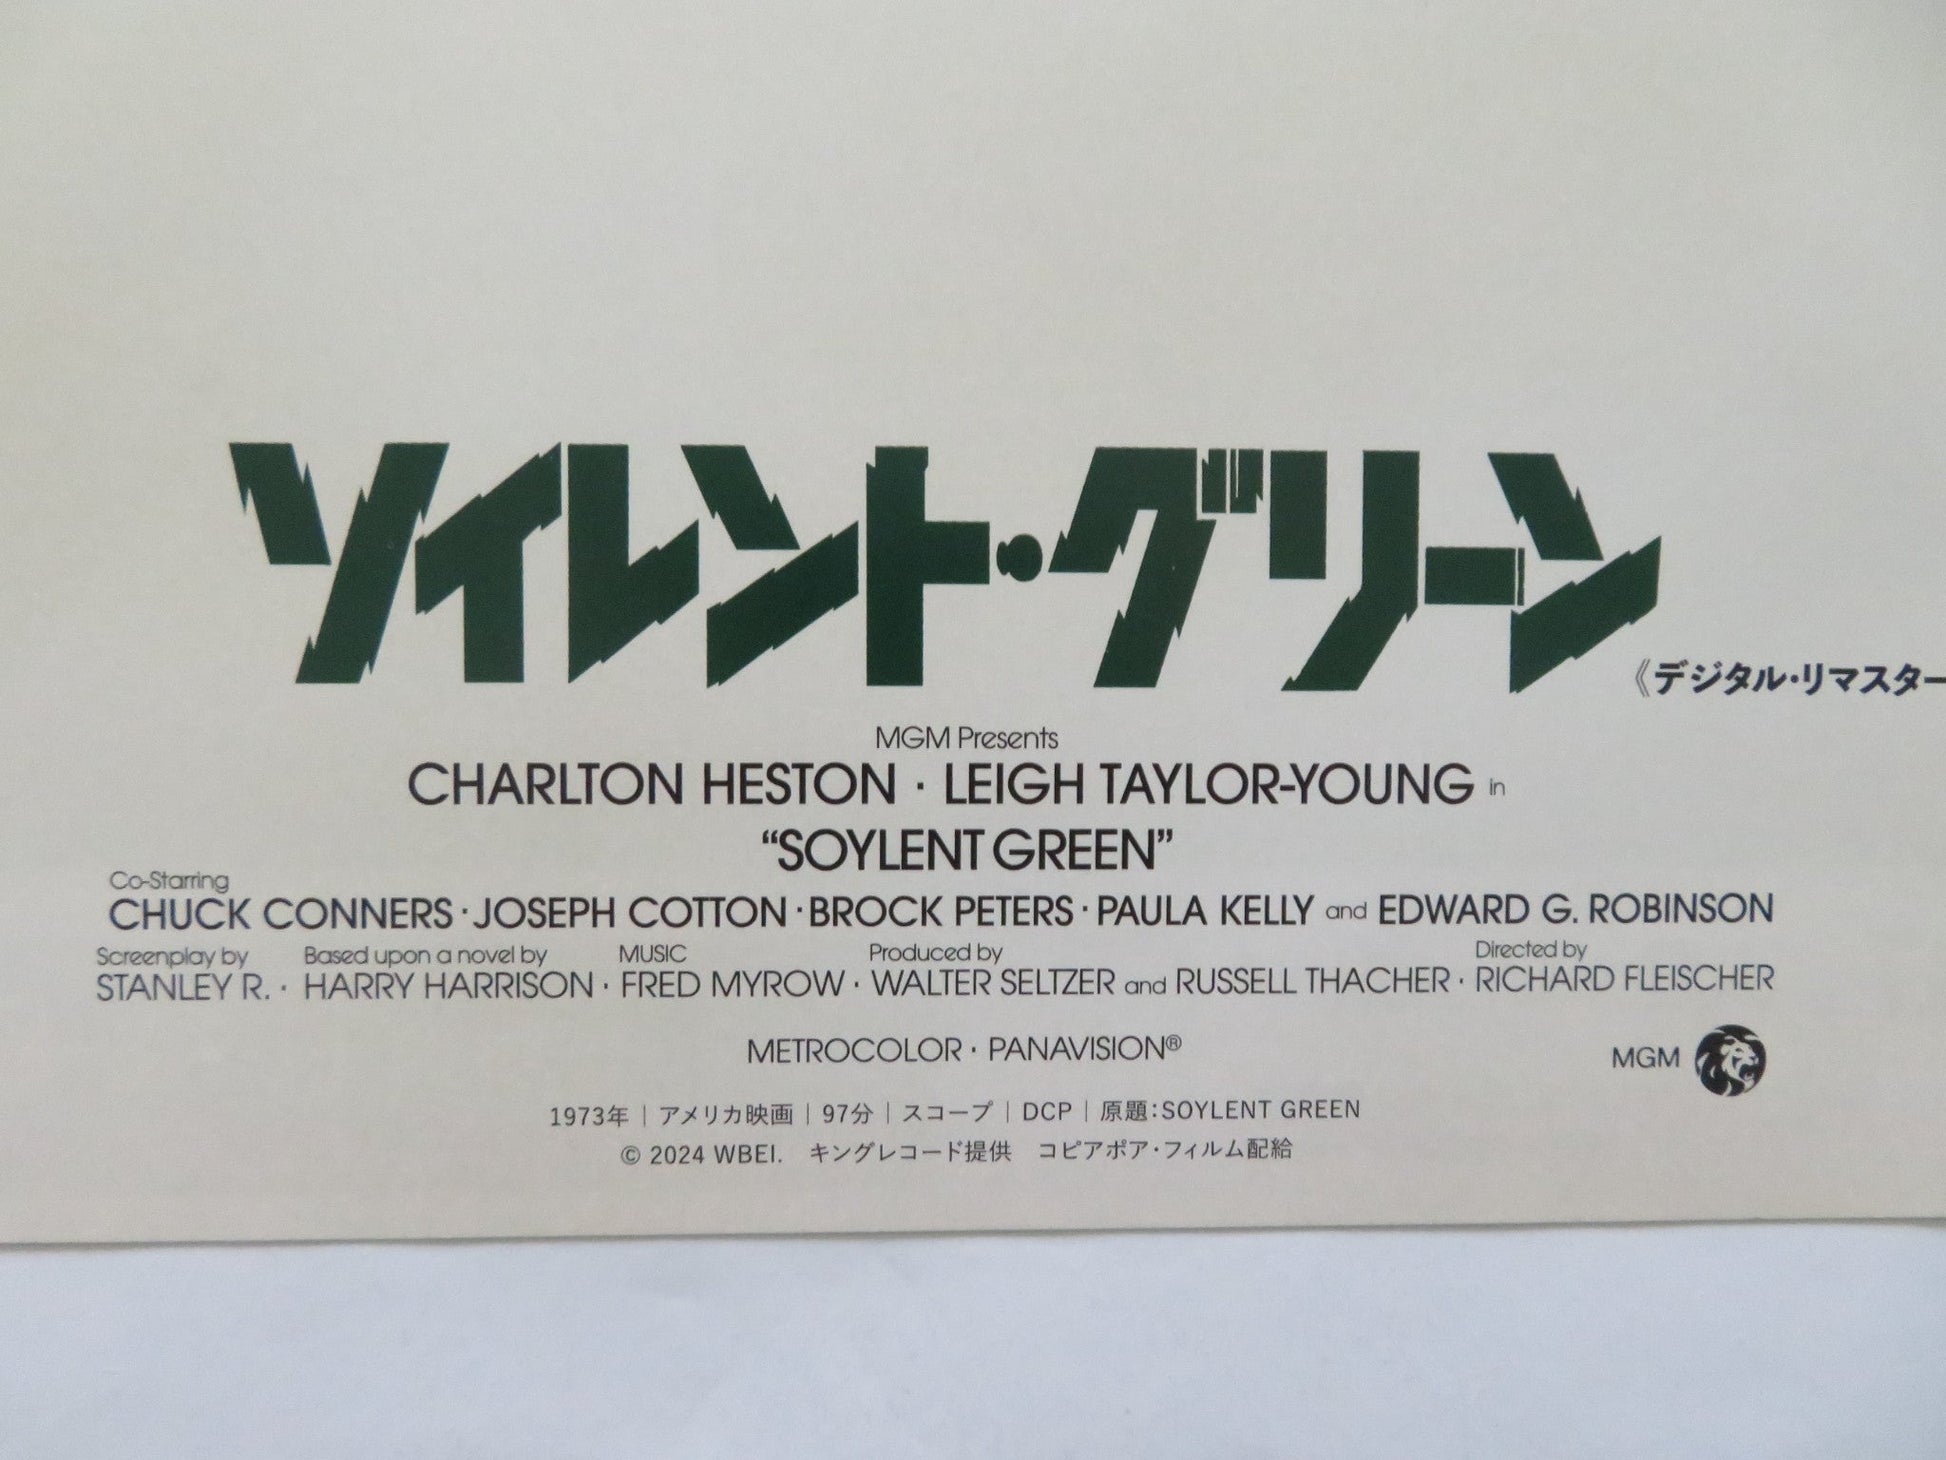 ソイレント・グリーン
《デジタル・リマスター
MGM Presents
CHARLTON HESTON · LEIGH TAYLOR-YOUNG in
“SOYLENT GREEN”
Co-Starring
CHUCK CONNERS · JOSEPH COTTON · BROCK PETERS · PAULA KELLY and EDWARD G. ROBINSON
Screenplay by Based upon a novel by MUSIC Produced by Directed by
STANLEY R. · HARRY HARRISON · FRED MYROW · WALTER SELTZER and RUSSELL THACHER · RICHARD FLEISCHER
METROCOLOR · PANAVISION®
MGM
1973年｜アメリカ映画｜97分｜スコープ｜DCP｜原題：SOYLENT GREEN
© 2024 WBEI. キングレコード提供 コピアポア・フィルム配給